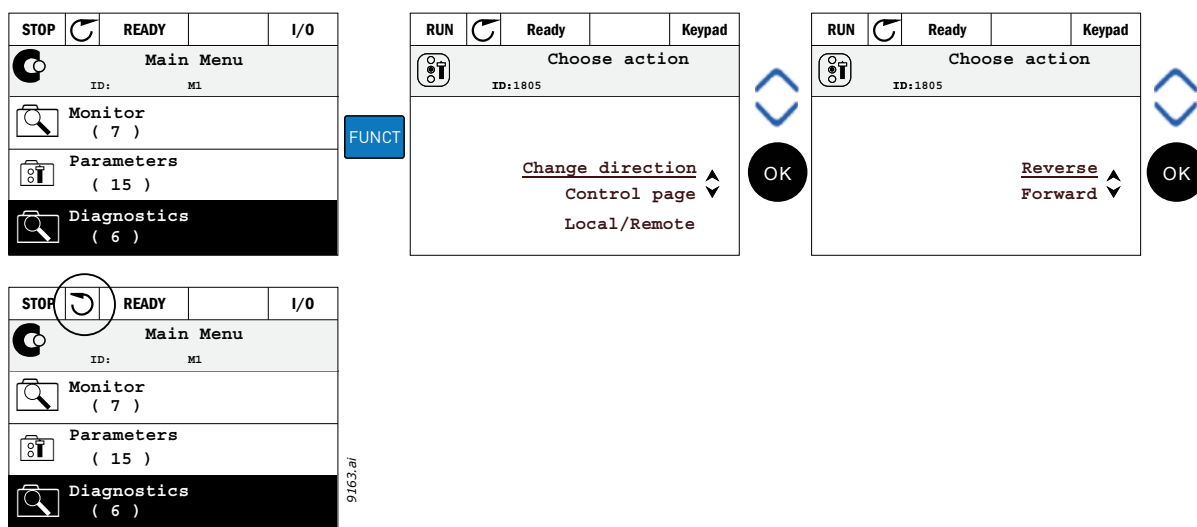 STOP READY I/O
Main Menu
ID: M1
Monitor
( 7 )
Parameters
( 15 )
Diagnostics
( 6 )
FUNCT
RUN Ready Keypad
Choose action
ID:1805
Change direction
Control page
Local/Remote
OK
RUN Ready Keypad
Choose action
ID:1805
Reverse
Forward
OK
STOP READY I/O
Main Menu
ID: M1
Monitor
( 7 )
Parameters
( 15 )
Diagnostics
( 6 )
9163.ai